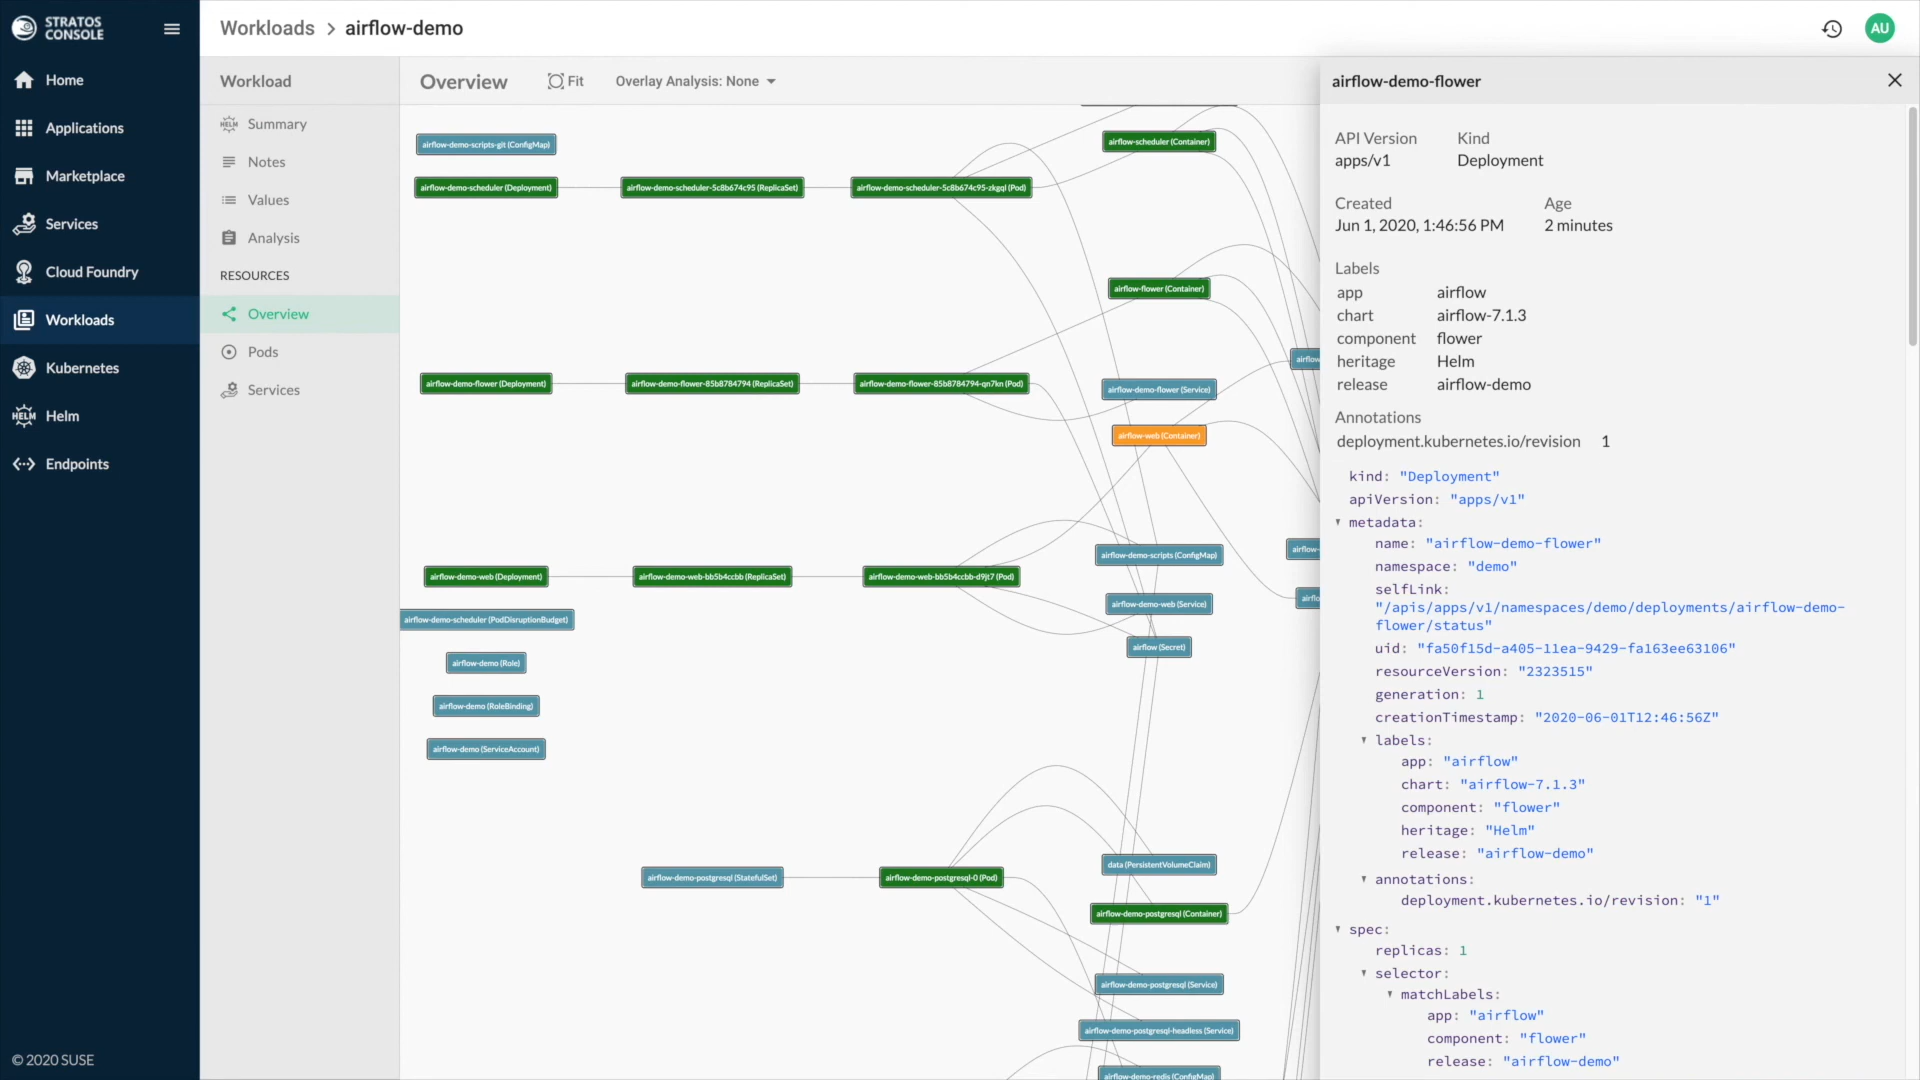 STRATOS
CONSOLE
Home
Applications
Marketplace
Services
Cloud Foundry
Workloads
Kubernetes
HELM Helm
Endpoints
© 2020 SUSE
Workloads > airflow-demo
AU
Workload
HELM Summary
Notes
Values
Analysis
RESOURCES
Overview
Pods
Services
Overview
Fit
Overlay Analysis: None
airflow-demo-scripts-git (ConfigMap)
airflow-scheduler (Container)
airflow-demo-scheduler (Deployment)
airflow-demo-scheduler-5c8b674c95 (ReplicaSet)
airflow-demo-scheduler-5c8b674c95-zkgql (Pod)
airflow-flower (Container)
airflow
airflow-demo-flower (Deployment)
airflow-demo-flower-85b8784794 (ReplicaSet)
airflow-demo-flower-85b8784794-qn7kn (Pod)
airflow-demo-flower (Service)
airflow-web (Container)
airflow-demo-scripts (ConfigMap)
airflow-
airflow-demo-web (Deployment)
airflow-demo-web-bb5b4ccbb (ReplicaSet)
airflow-demo-web-bb5b4ccbb-d9jt7 (Pod)
airflow-demo-web (Service)
airflo
airflow-demo-scheduler (PodDisruptionBudget)
airflow (Secret)
airflow-demo (Role)
airflow-demo (RoleBinding)
airflow-demo (ServiceAccount)
data (PersistentVolumeClaim)
airflow-demo-postgresql (StatefulSet)
airflow-demo-postgresql-0 (Pod)
airflow-demo-postgresql (Container)
airflow-demo-postgresql (Service)
airflow-demo-postgresql-headless (Service)
airflow-demo-redis (ConfigMap)
airflow-demo-flower
API Version Kind
apps/v1 Deployment
Created Age
Jun 1, 2020, 1:46:56 PM 2 minutes
Labels
app airflow
chart airflow-7.1.3
component flower
heritage Helm
release airflow-demo
Annotations
deployment.kubernetes.io/revision 1
kind: "Deployment"
apiVersion: "apps/v1"
metadata:
name: "airflow-demo-flower"
namespace: "demo"
selfLink:
"/apis/apps/v1/namespaces/demo/deployments/airflow-demo-
flower/status"
uid: "fa50f15d-a405-11ea-9429-fa163ee63106"
resourceVersion: "2323515"
generation: 1
creationTimestamp: "2020-06-01T12:46:56Z"
labels:
app: "airflow"
chart: "airflow-7.1.3"
component: "flower"
heritage: "Helm"
release: "airflow-demo"
annotations:
deployment.kubernetes.io/revision: "1"
spec:
replicas: 1
selector:
matchLabels:
app: "airflow"
component: "flower"
release: "airflow-demo"